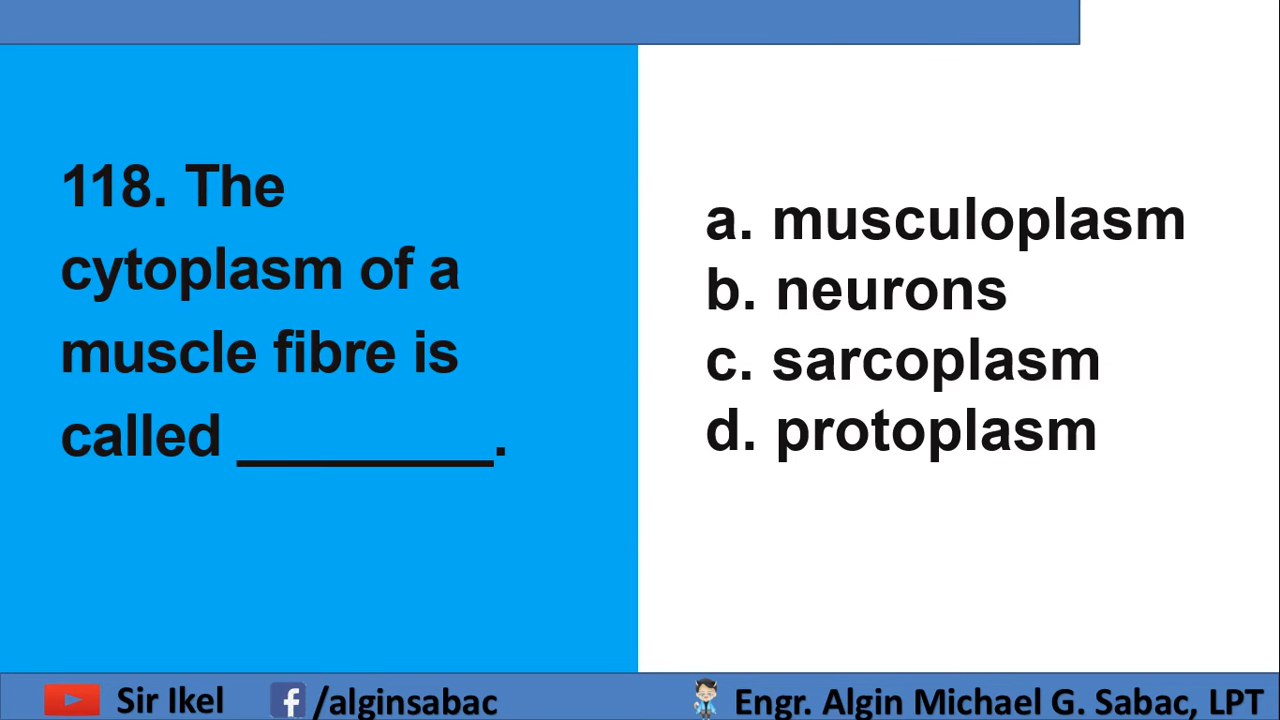 118. The
cytoplasm of a
muscle fibre is
called _________.
a. musculoplasm
b. neurons
c. sarcoplasm
d. protoplasm
Sir Ikel
/alginsabac
Engr. Algin Michael G. Sabac, LPT